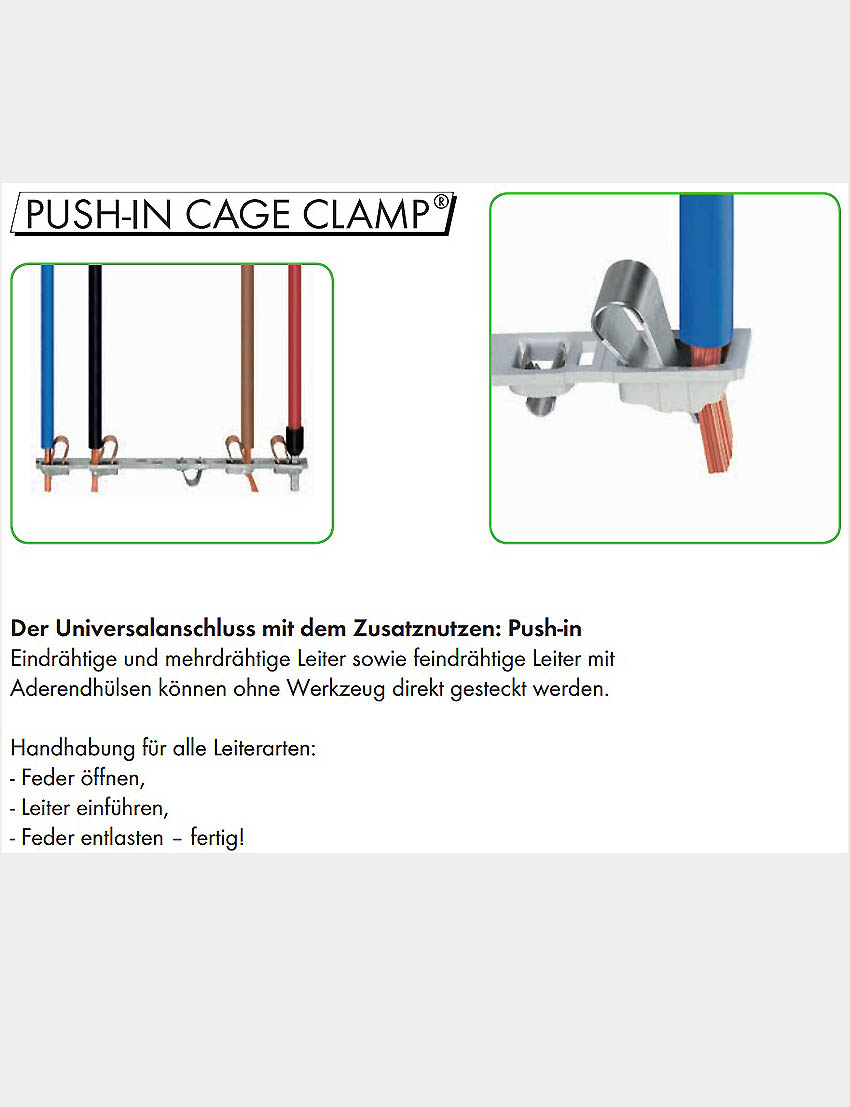 PUSH-IN CAGE CLAMP®
Der Universalanschluss mit dem Zusatznutzen: Push-in
Eindrähtige und mehrdrähtige Leiter sowie feindrähtige Leiter mit
Aderendhülsen können ohne Werkzeug direkt gesteckt werden.
Handhabung für alle Leiterarten:
- Feder öffnen,
- Leiter einführen,
- Feder entlasten – fertig!